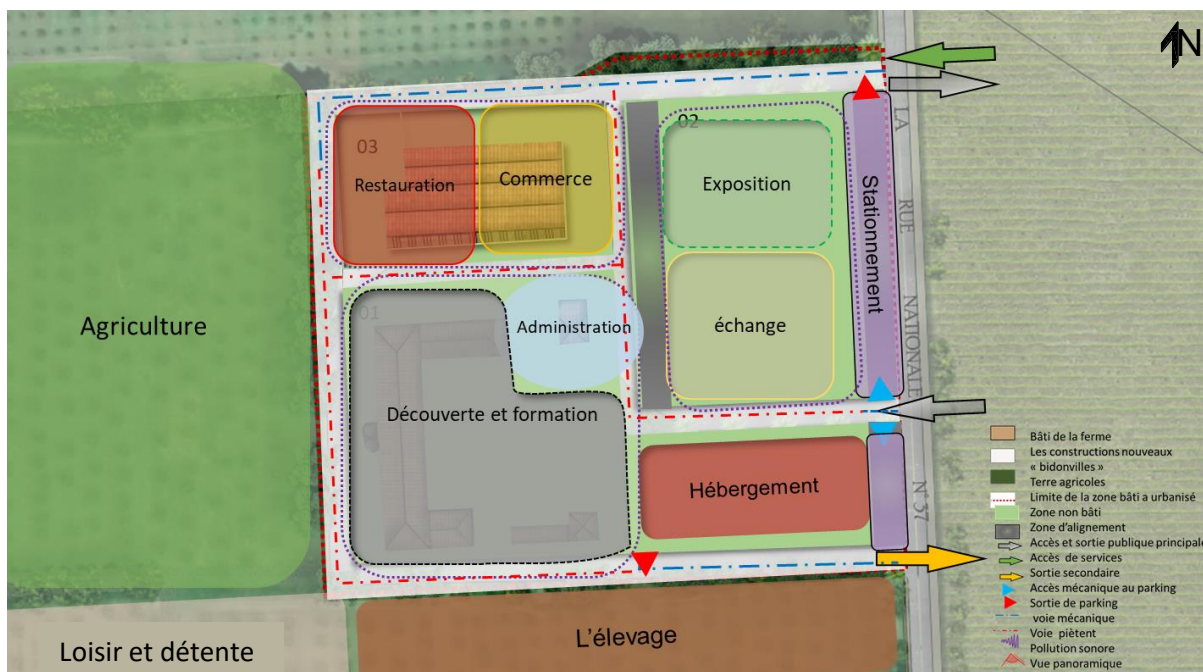 N
03
Restauration
Commerce
02
Exposition
Stationnement
LA
RUE
NATIONALE
N°37
Agriculture
01
Administration
échange
Découverte et formation
Hébergement
L'élevage
Loisir et détente
Bâti de la ferme
Les constructions nouveaux
« bidonvilles »
Terre agricoles
Limite de la zone bâti a urbanisé
Zone non bâti
Zone d'alignement
Accès et sortie publique principale
Accès de services
Sortie secondaire
Accès mécanique au parking
Sortie de parking
voie mécanique
Voie piètent
Pollution sonore
Vue panoramique